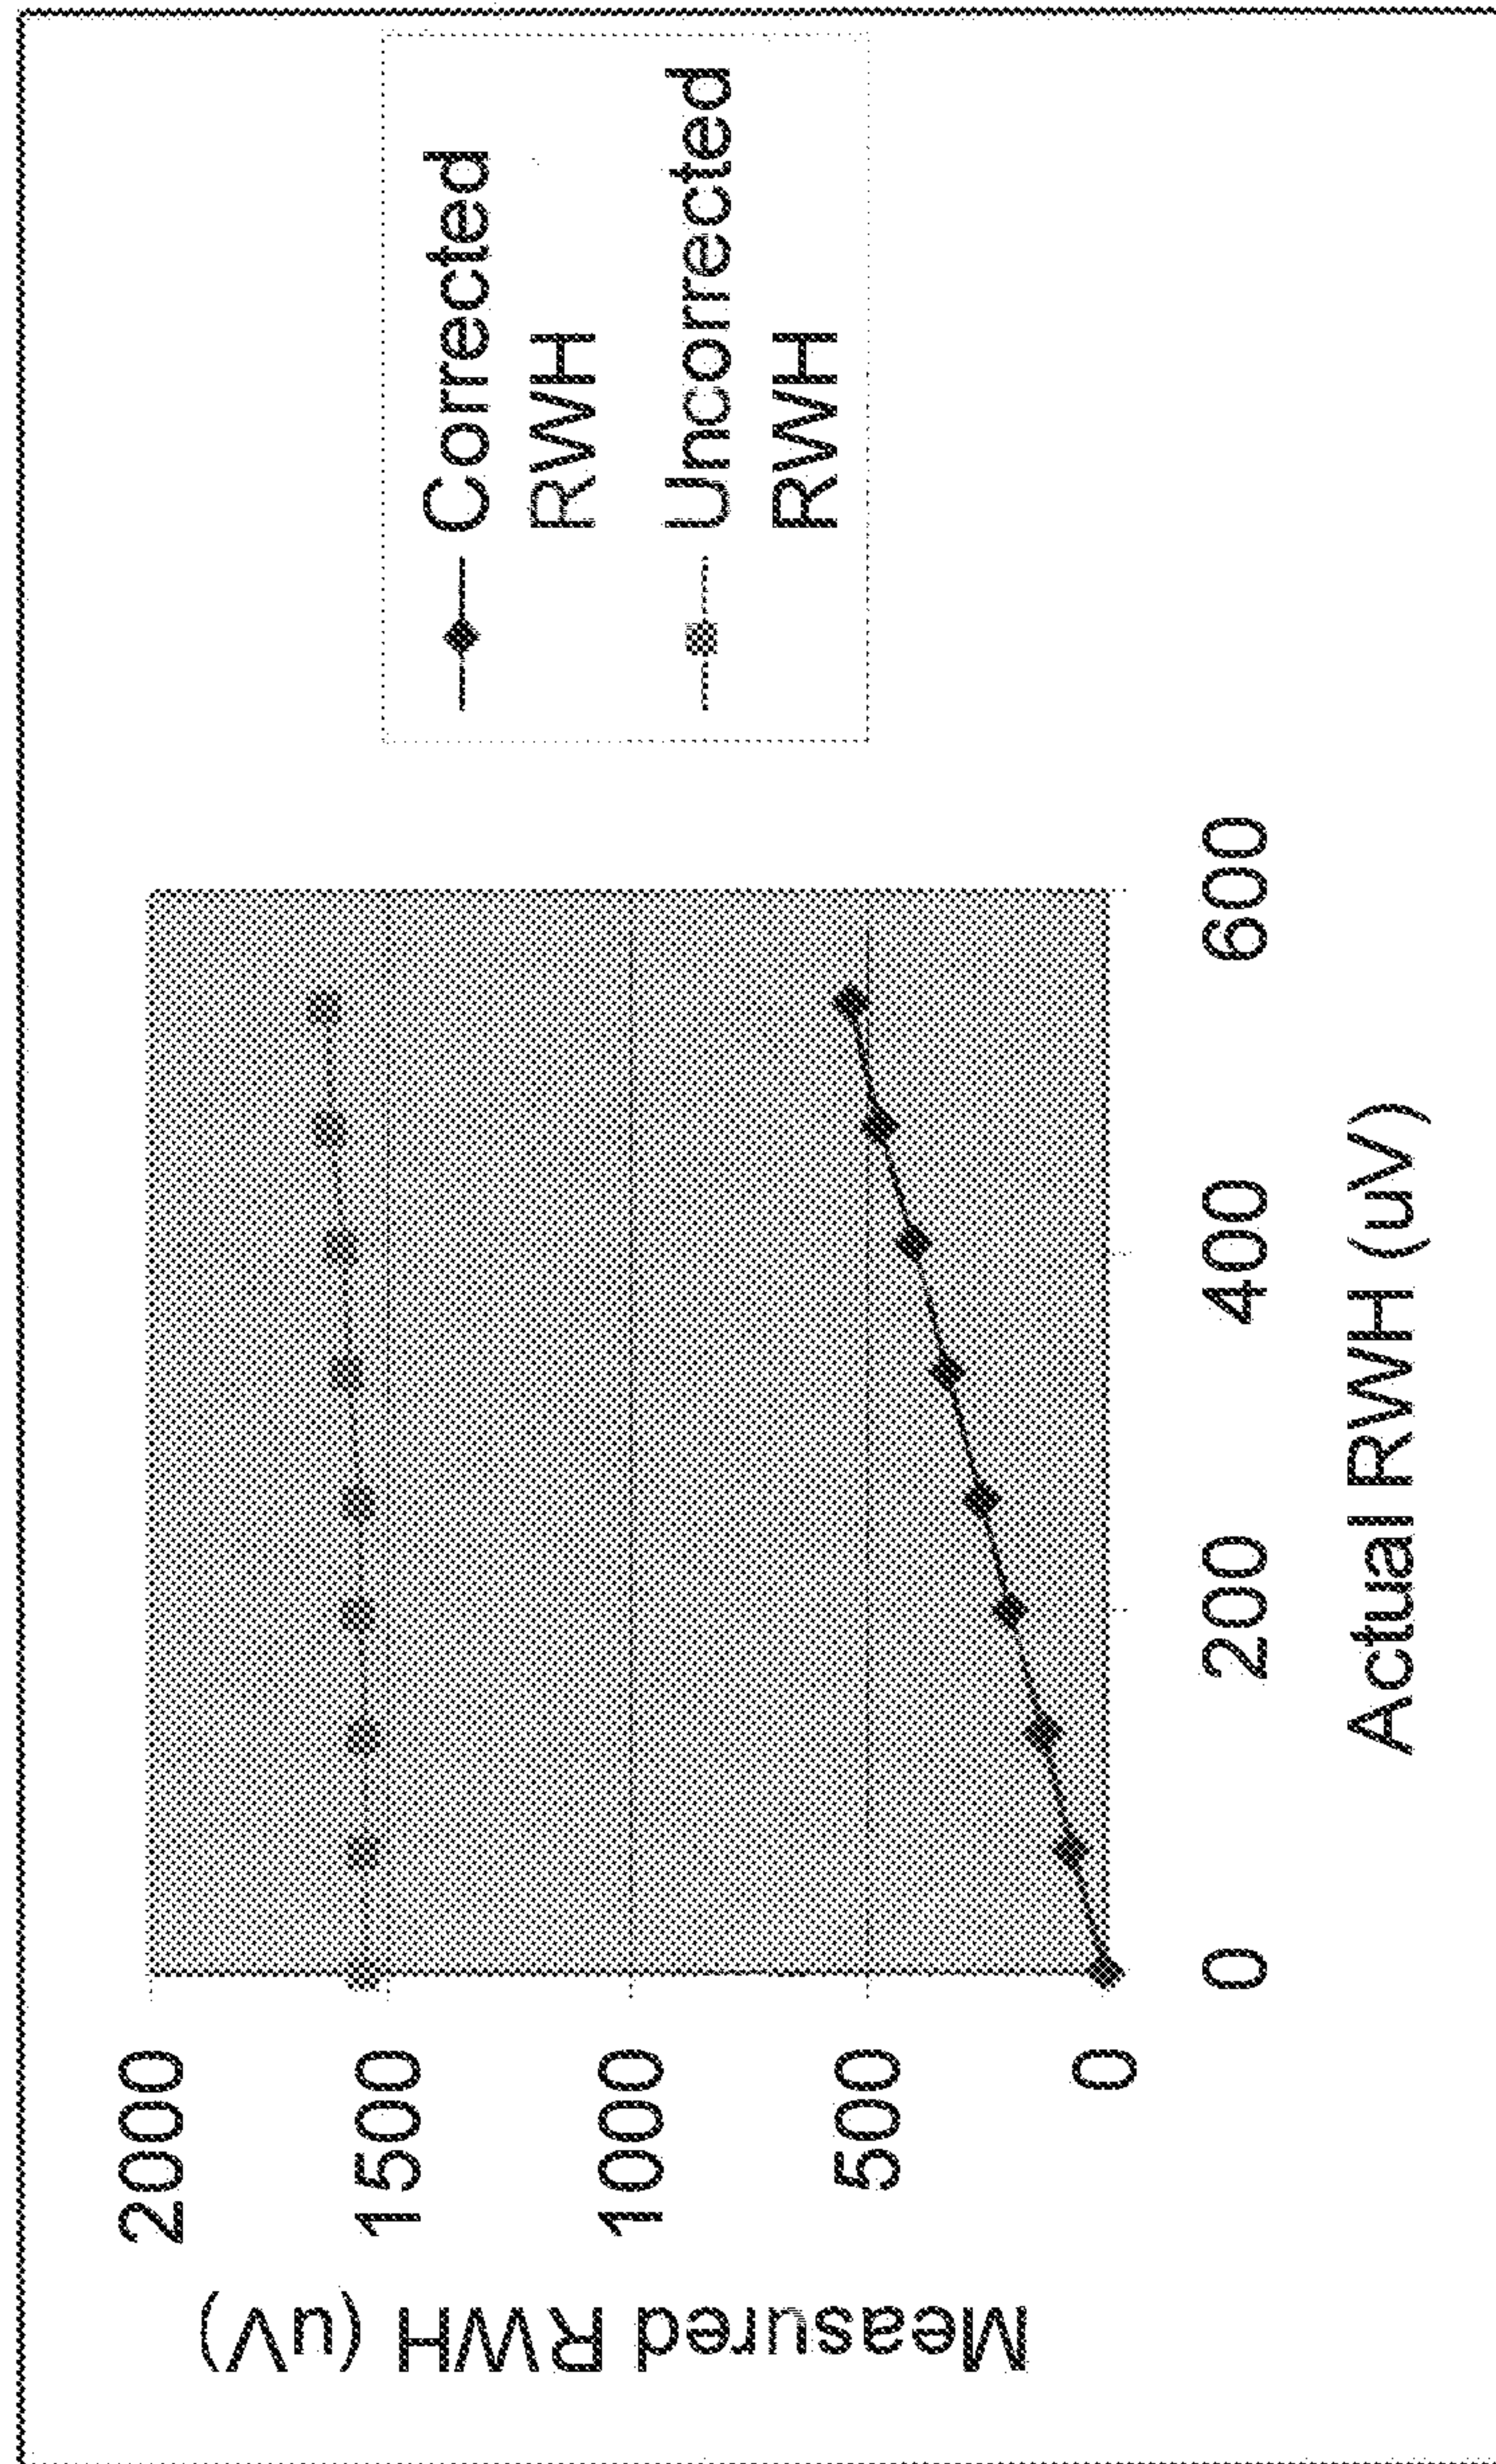 Measured RWH (uV)
2000
1500
1000
500
0
0
200
400
600
Actual RWH (uV)
Corrected
RWH
Uncorrected
RWH